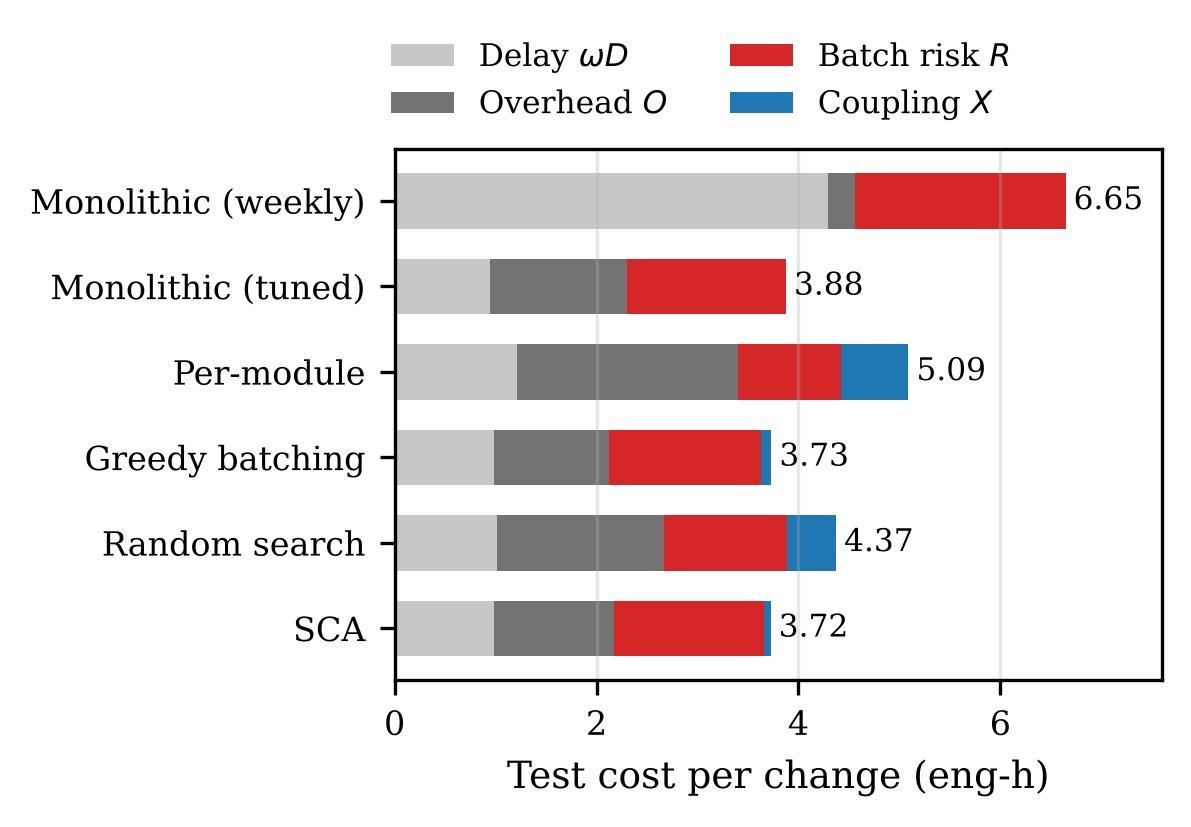 Delay ωD
Batch risk R
Overhead O
Coupling X
Monolithic (weekly) 6.65
Monolithic (tuned) 3.88
Per-module 5.09
Greedy batching 3.73
Random search 4.37
SCA 3.72
0 2 4 6
Test cost per change (eng-h)